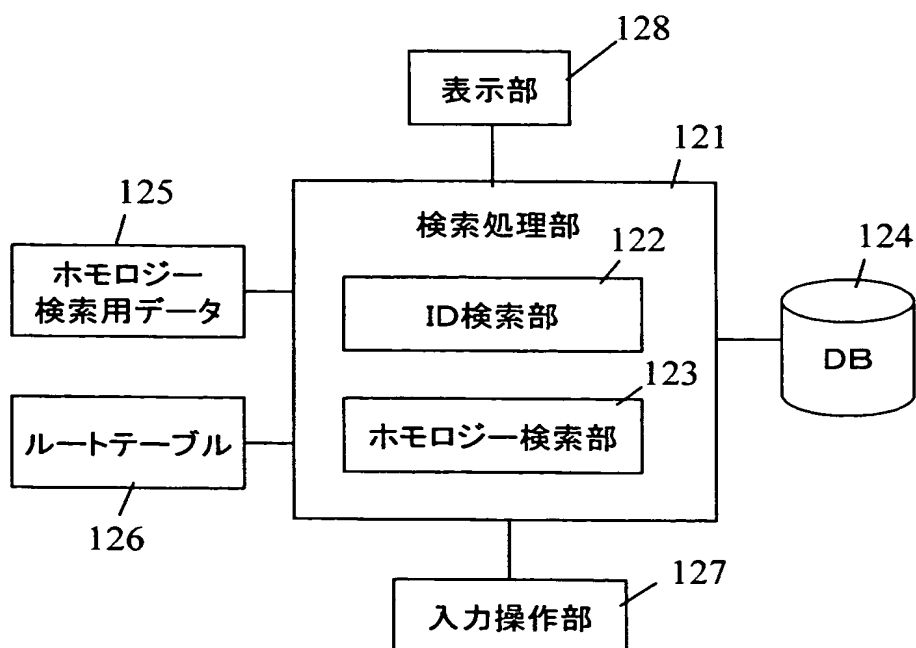 128
表示部
121
125
検索処理部
ホモロジー
検索用データ
122
124
ID検索部
DB
123
ルートテーブル
ホモロジー検索部
126
127
入力操作部